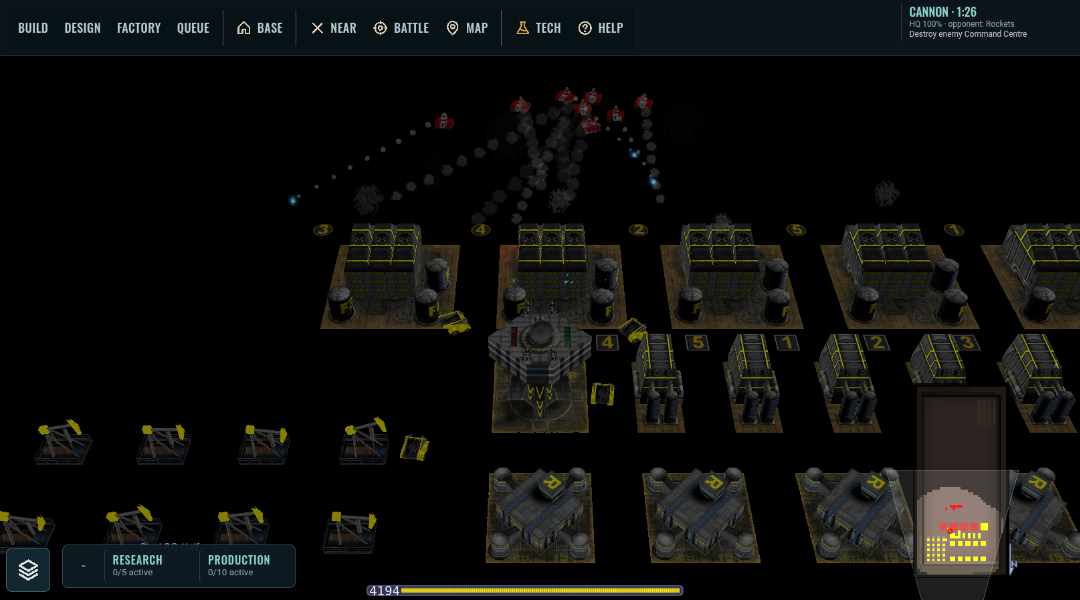 BUILD DESIGN FACTORY QUEUE BASE NEAR BATTLE MAP TECH HELP
CANNON · 1:26
HQ 100% · opponent: Rockets
Destroy enemy Command Centre
3 4 2 5 1
4 5 1 2 3
F F F F F
R R R R
- RESEARCH PRODUCTION
0/5 active 0/10 active
4194
N